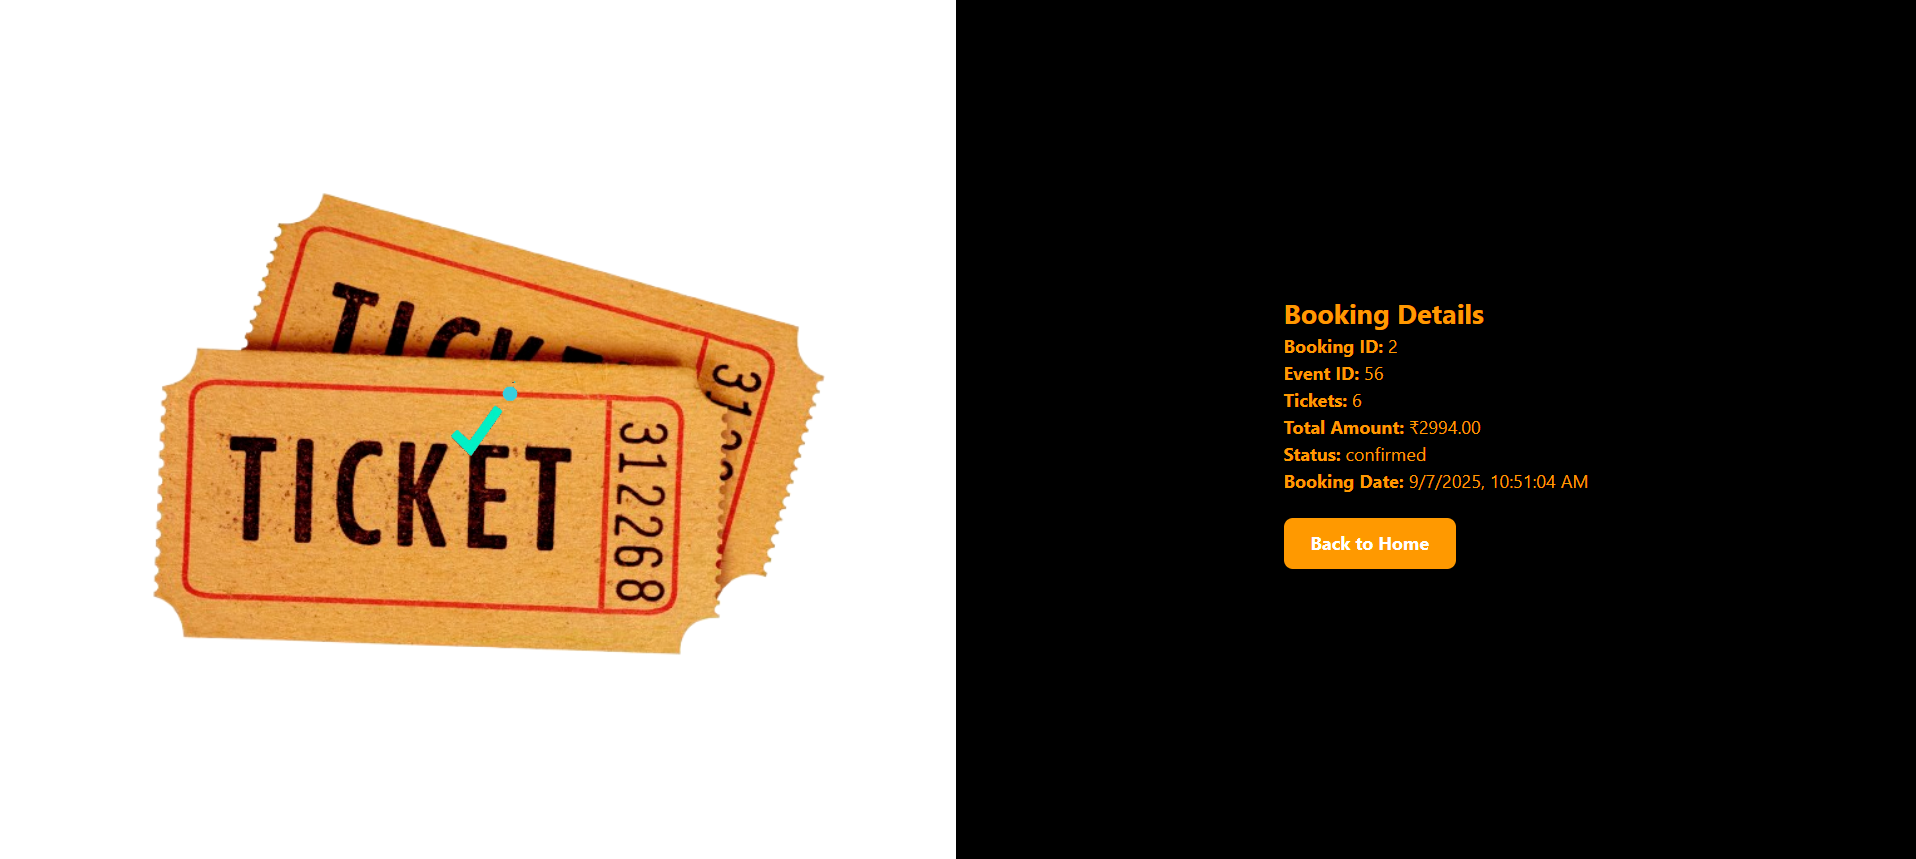 TICKET
312268
Booking Details
Booking ID: 2
Event ID: 56
Tickets: 6
Total Amount: ₹2994.00
Status: confirmed
Booking Date: 9/7/2025, 10:51:04 AM
Back to Home